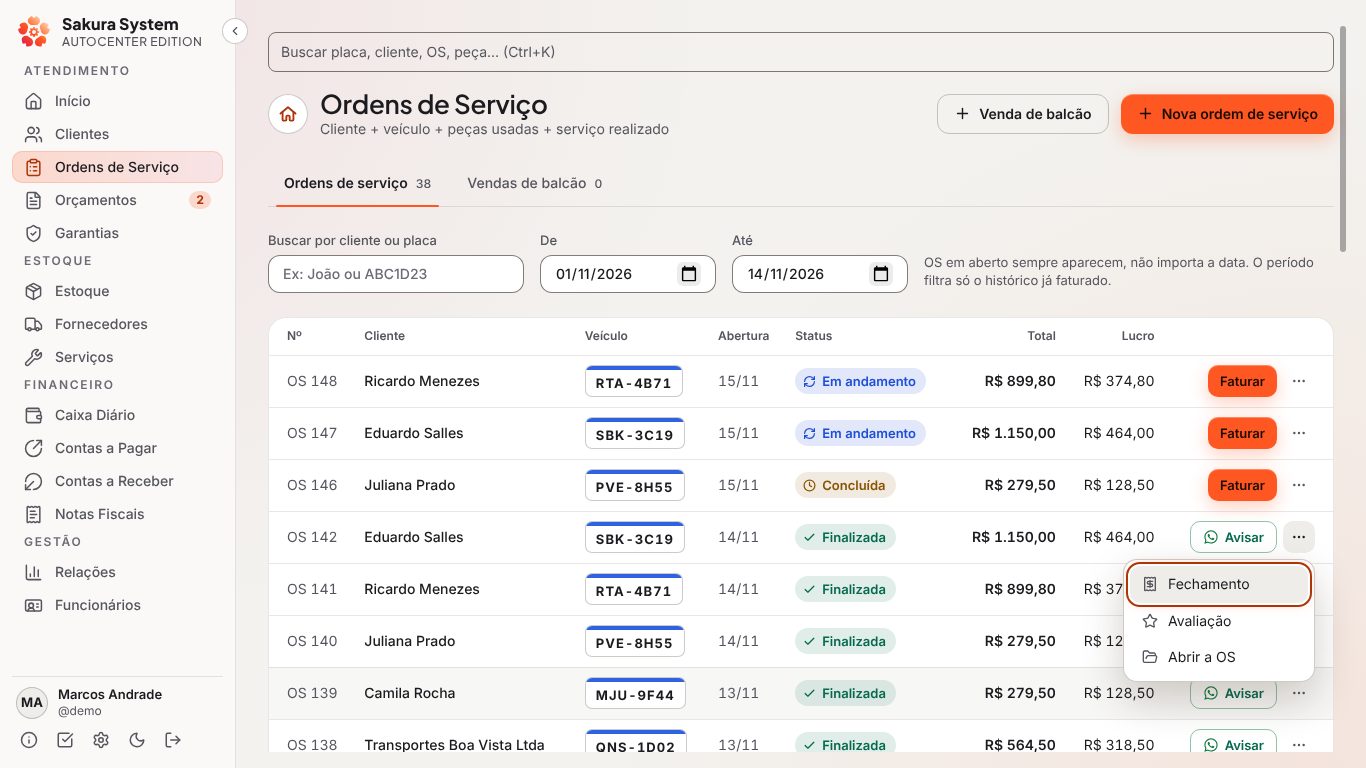 Sakura System
AUTOCENTER EDITION
ATENDIMENTO
Início
Clientes
Ordens de Serviço
Orçamentos 2
Garantias
ESTOQUE
Estoque
Fornecedores
Serviços
FINANCEIRO
Caixa Diário
Contas a Pagar
Contas a Receber
Notas Fiscais
GESTÃO
Relações
Funcionários
MA
Marcos Andrade
@demo
Buscar placa, cliente, OS, peça... (Ctrl+K)
Ordens de Serviço
Cliente + veículo + peças usadas + serviço realizado
+ Venda de balcão
+ Nova ordem de serviço
Ordens de serviço 38
Vendas de balcão 0
Buscar por cliente ou placa
Ex: João ou ABC1D23
De
01/11/2026
Até
14/11/2026
OS em aberto sempre aparecem, não importa a data. O período
filtra só o histórico já faturado.
Nº Cliente Veículo Abertura Status Total Lucro
OS 148 Ricardo Menezes RTA-4B71 15/11 Em andamento R$ 899,80 R$ 374,80 Faturar ...
OS 147 Eduardo Salles SBK-3C19 15/11 Em andamento R$ 1.150,00 R$ 464,00 Faturar ...
OS 146 Juliana Prado PVE-8H55 15/11 Concluída R$ 279,50 R$ 128,50 Faturar ...
OS 142 Eduardo Salles SBK-3C19 14/11 Finalizada R$ 1.150,00 R$ 464,00 Avisar ...
OS 141 Ricardo Menezes RTA-4B71 14/11 Finalizada R$ 899,80 R$ 37
OS 140 Juliana Prado PVE-8H55 14/11 Finalizada R$ 279,50 R$ 12
OS 139 Camila Rocha MJU-9F44 13/11 Finalizada R$ 279,50 R$ 128,50 Avisar ...
OS 138 Transportes Boa Vista Ltda QNS-1D02 13/11 Finalizada R$ 564,50 R$ 318,50 Avisar ...
Fechamento
Avaliação
Abrir a OS